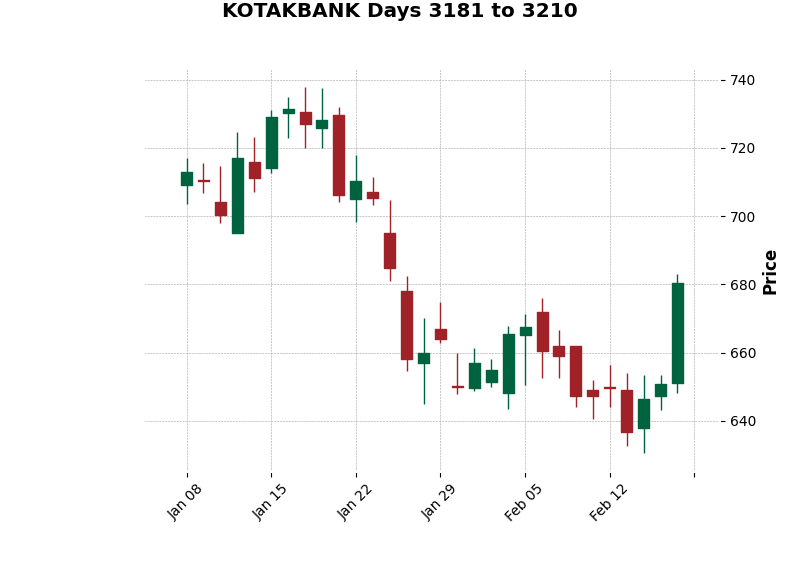 KOTAKBANK Days 3181 to 3210
740
720
700
680
660
640
Price
Jan 08
Jan 15
Jan 22
Jan 29
Feb 05
Feb 12